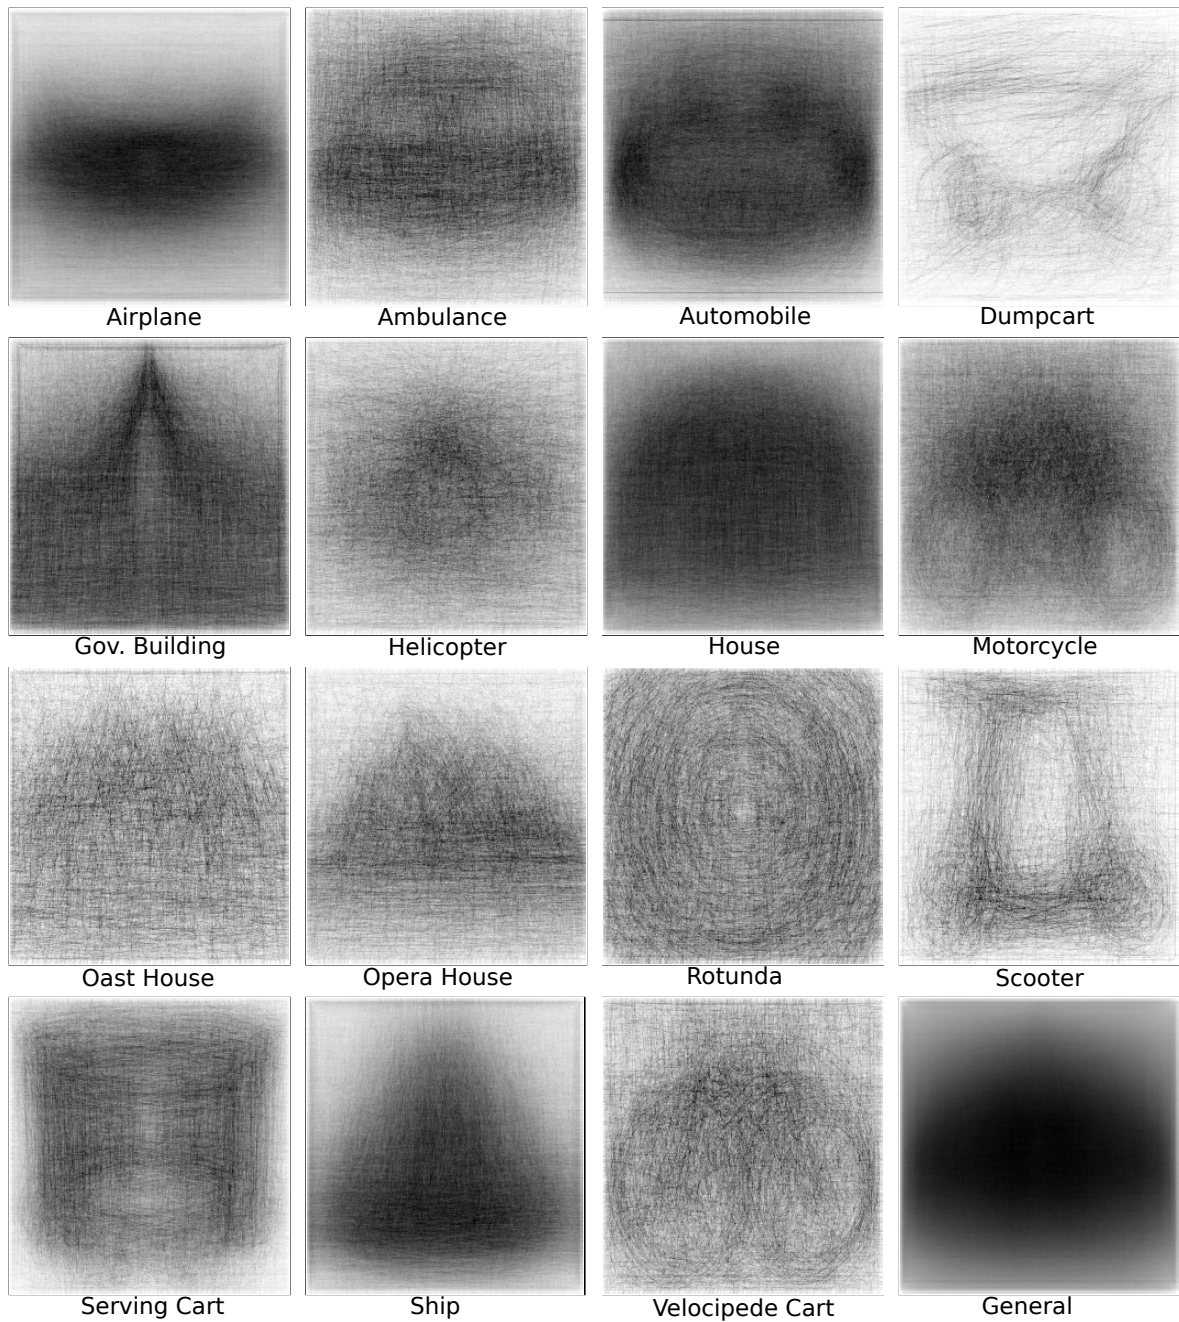 Airplane
Ambulance
Automobile
Dumpcart
Gov. Building
Helicopter
House
Motorcycle
Oast House
Opera House
Rotunda
Scooter
Serving Cart
Ship
Velocipede Cart
General